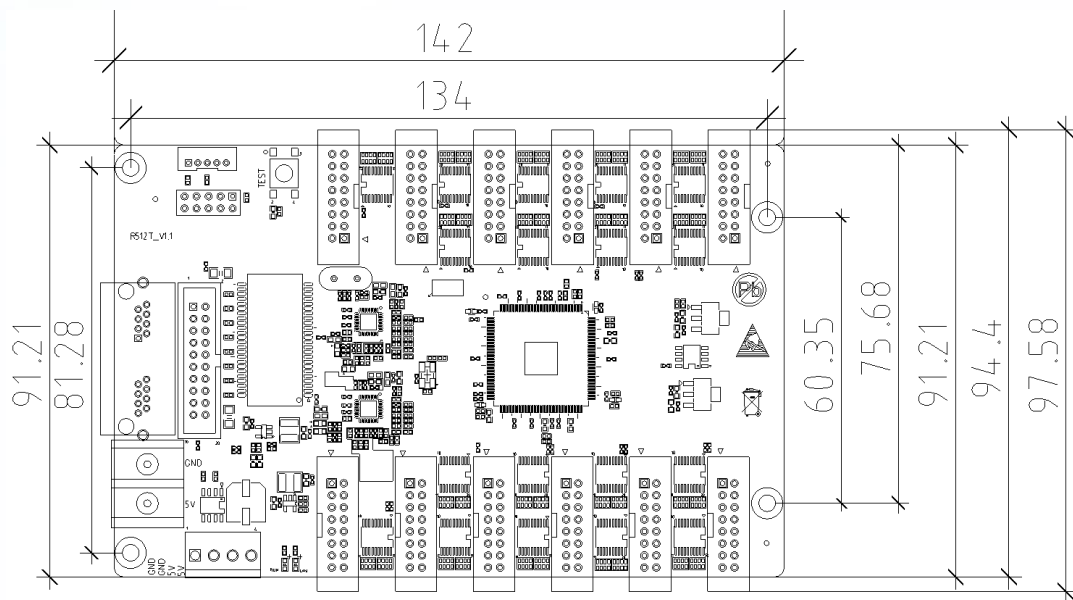 142
134
TEST
R512T_V1.1
Pb
91.21
81.28
60.35
75.68
91.21
94.4
97.58
GND
5V
GND
GND
5V
5V